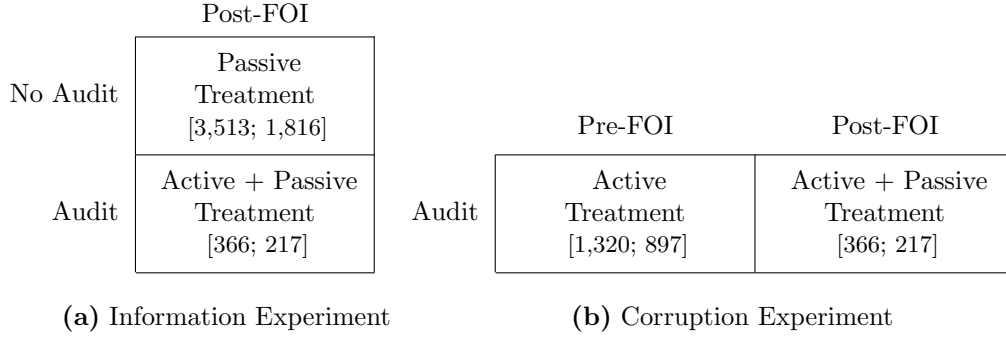 Post-FOI
No Audit
Passive
Treatment
[3,513; 1,816]
Audit
Active + Passive
Treatment
[366; 217]
(a) Information Experiment
Pre-FOI
Post-FOI
Audit
Active
Treatment
[1,320; 897]
Active + Passive
Treatment
[366; 217]
(b) Corruption Experiment